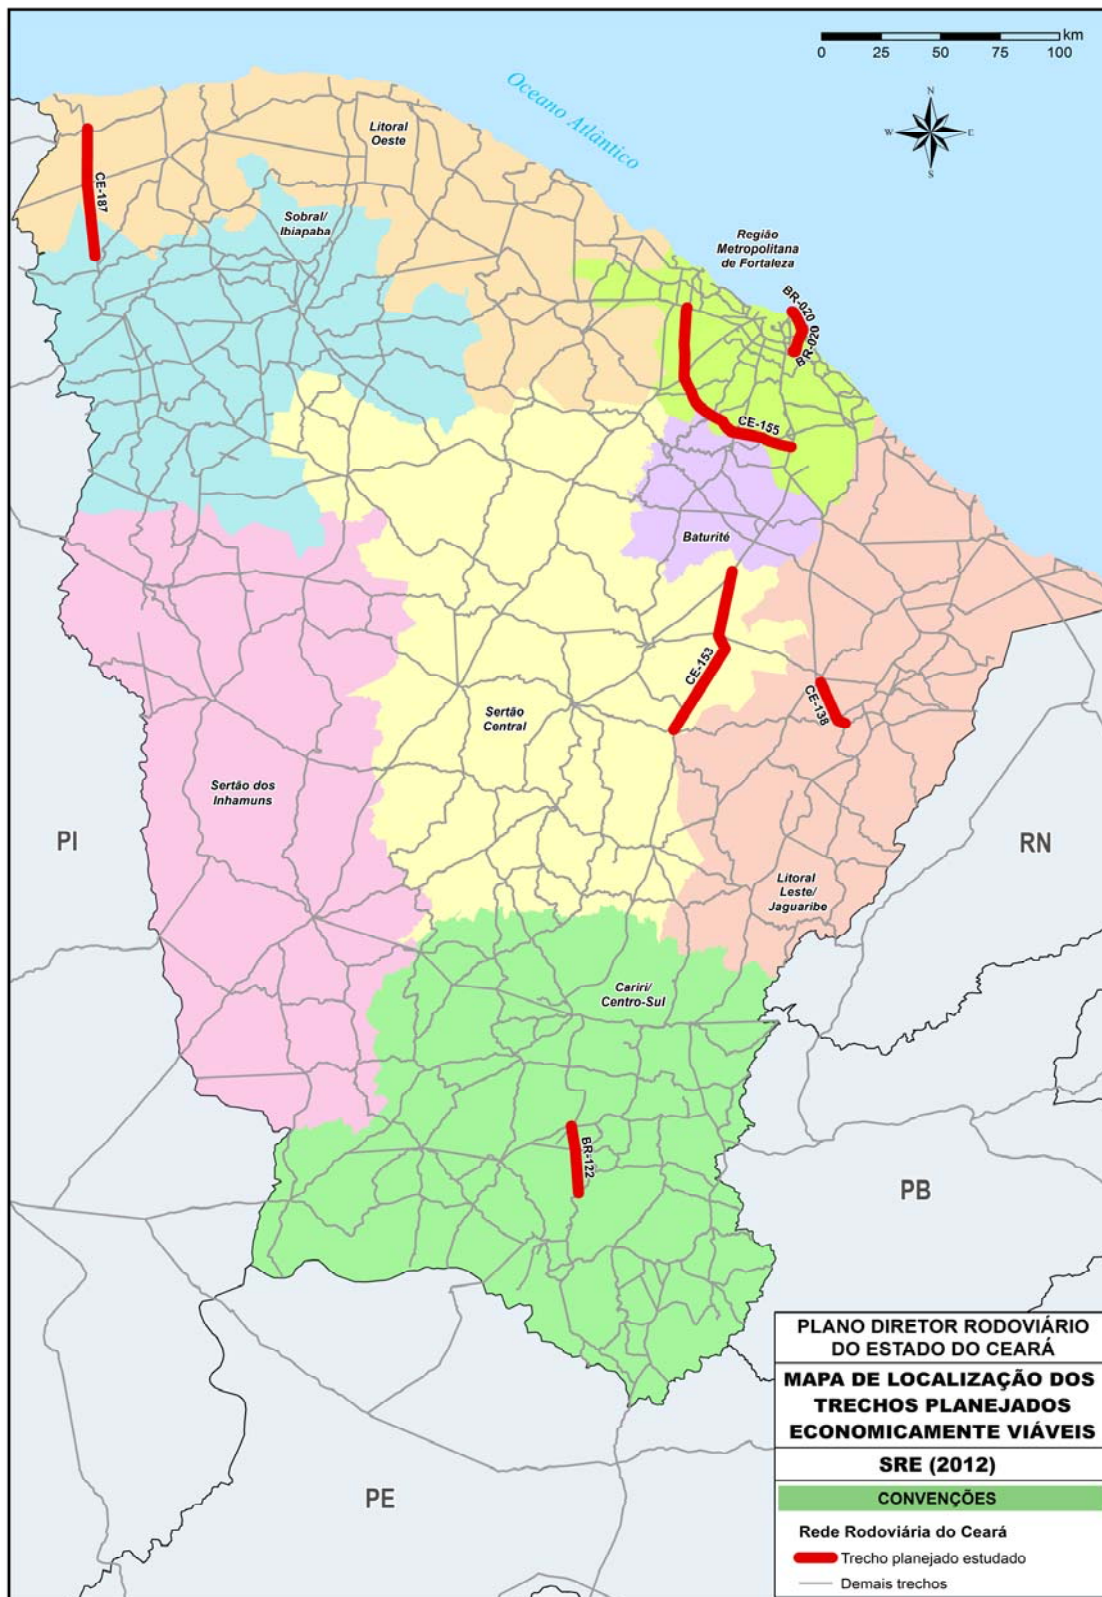 km
0 25 50 75 100
Oceano Atlântico
N
W E
S
Litoral
Oeste
CE-187
Sobral/
Ibiapaba
Região
Metropolitana
de Fortaleza
BR-020
BR-020
CE-155
Baturité
CE-153
CE-138
Sertão
Central
Sertão dos
Inhamuns
PI
RN
Litoral
Leste/
Jaguaribe
Cariri/
Centro-Sul
BR-122
PB
PE
PLANO DIRETOR RODOVIÁRIO
DO ESTADO DO CEARÁ
MAPA DE LOCALIZAÇÃO DOS
TRECHOS PLANEJADOS
ECONOMICAMENTE VIÁVEIS
SRE (2012)
CONVENÇÕES
Rede Rodoviária do Ceará
Trecho planejado estudado
Demais trechos